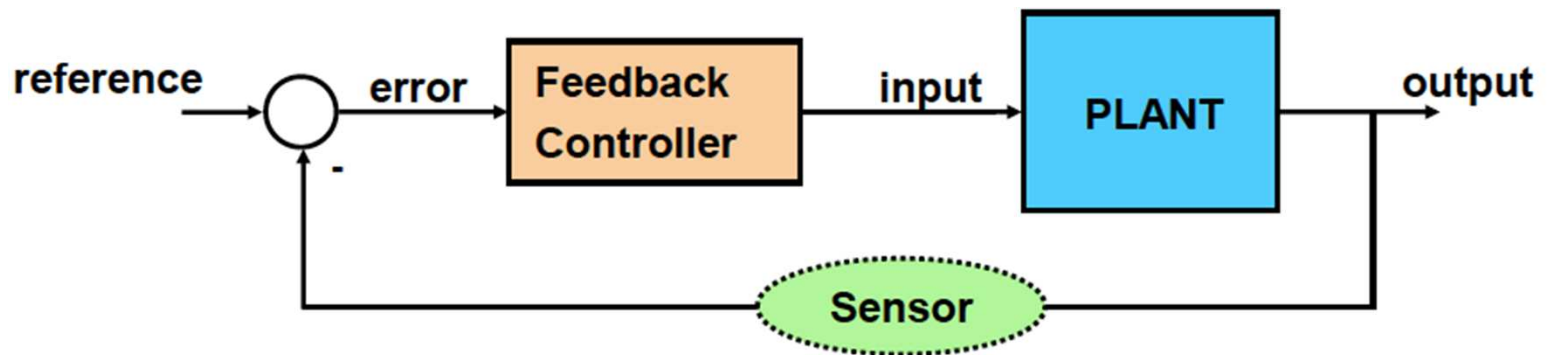 reference
error
Feedback
Controller
input
PLANT
output
-
Sensor